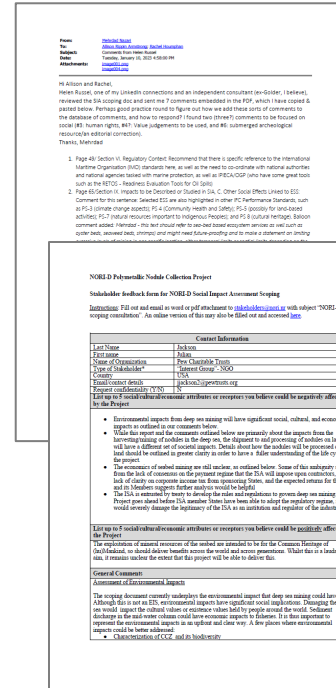 From: Mehrdad Nazari
To: Allison Rogan Armstrong; Rachel Houngham
Subject: Comments from Helen Russel
Date: Tuesday, January 10, 2023 4:58:00 PM
Attachments: image001.png
image004.png
Hi Allison and Rachel,
Helen Russel, one of my LinkedIn connections and an independent consultant (ex-Golder, I believe),
reviewed the SIA scoping doc and sent me 7 comments embedded in the PDF, which I have copied &
pasted below. Perhaps good practice round to figure out how we add these sorts of comments to
the database of comments, and how to respond? I found two (three?) comments to be focused on
social (#3: human rights, #4?: Value judgements to be used, and #6: submerged archeological
resource/an editorial correction).
Thanks, Mehrdad
1. Page 49/ Section VI. Regulatory Context: Recommend that there is specific reference to the International
Maritime Organisation (IMO) standards here, as well as the need to co-ordinate with national authorities
and national agencies tasked with marine protection, as well as IPIECA/OGP (who have some great tools
such as the RETOS - Readiness Evaluation Tools for Oil Spills)
2. Page 65/Section IX. Impacts to be Described or Studied in SIA, C. Other Social Effects Linked to ESS:
Comment for this sentence: Selected ESS are also highlighted in other IFC Performance Standards, such
as PS-3 (climate change aspects); PS-4 (Community Health and Safety); PS-5 (possibly for land-based
activities); PS-7 (natural resources important to Indigenous Peoples); and PS 8 (cultural heritage). Balloon
comment added: Mehrdad - this text should also cover benthic ecosystem services as well such as
oyster beds, seaweed beds, shrimps) and might need future-proofing and to make a statement on limiting
NORI-D Polymetallic Nodule Collection Project
Stakeholder feedback form for NORI-D Social Impact Assessment Scoping
Instructions: Fill out and email as word or pdf attachment to stakeholders@nori.nr with subject "NORI-
scoping consultation". An online version of this may also be filled out and accessed here.
Contact Information
Last Name Jackson
First name Julian
Name of Organization Pew Charitable Trusts
Type of Stakeholder* "Interest Group"- NGO
Country USA
Email/contact details jjackson2@pewtrusts.org
Request confidentiality (Y/N) N
List up to 5 social/cultural/economic attributes or receptors you believe could be negatively affec
by the Project
• Environmental impacts from deep sea mining will have significant social, cultural, and econo
impacts as outlined in our comments below.
• While this report and the comments outlined below are primarily about the impacts from the
harvesting/mining of nodules in the deep sea, the shipment to and processing of nodules on la
will have a different set of societal impacts. Details about how the nodules will be processed o
land should be outlined in greater clarity in order to have a fuller understanding of the life cy
the project.
• The economics of seabed mining are still unclear, as outlined below. Some of this ambiguity s
from the lack of consensus on the payment regime that the ISA will impose upon contractors,
lack of clarity on corporate income tax from sponsoring States, and the expected returns for th
and its Members suggests further analysis would be helpful
• The ISA is entrusted by treaty to develop the rules and regulations to govern deep sea mining
Project goes ahead before ISA member States have been able to adopt the regulatory regime,
would severely damage the legitimacy of the ISA as an institution and regulator of the industr
List up to 5 social/cultural/economic attributes or receptors you believe could be positively affec
the Project
The exploitation of mineral resources of the seabed are intended to be for the Common Heritage of
(hu)Mankind, so should deliver benefits across the world and across generations. Whilst this is a lauda
aim, it remains unclear the extent that this project will be able to deliver this.
General Comments
Assessment of Environmental Impacts
The scoping document currently underplays the environmental impact that deep sea mining could have
Although this is not an EIS, environmental impacts have significant social implications. Damaging the
sea would impact the cultural values or existence values held by people around the world. Sediment
discharge in the mid-water column could have economic impacts to fisheries. It is thus important to
represent the environmental impacts in an upfront and clear way. A few places where environmental
impacts could be better addressed:
• Characterization of CCZ and its biodiversity